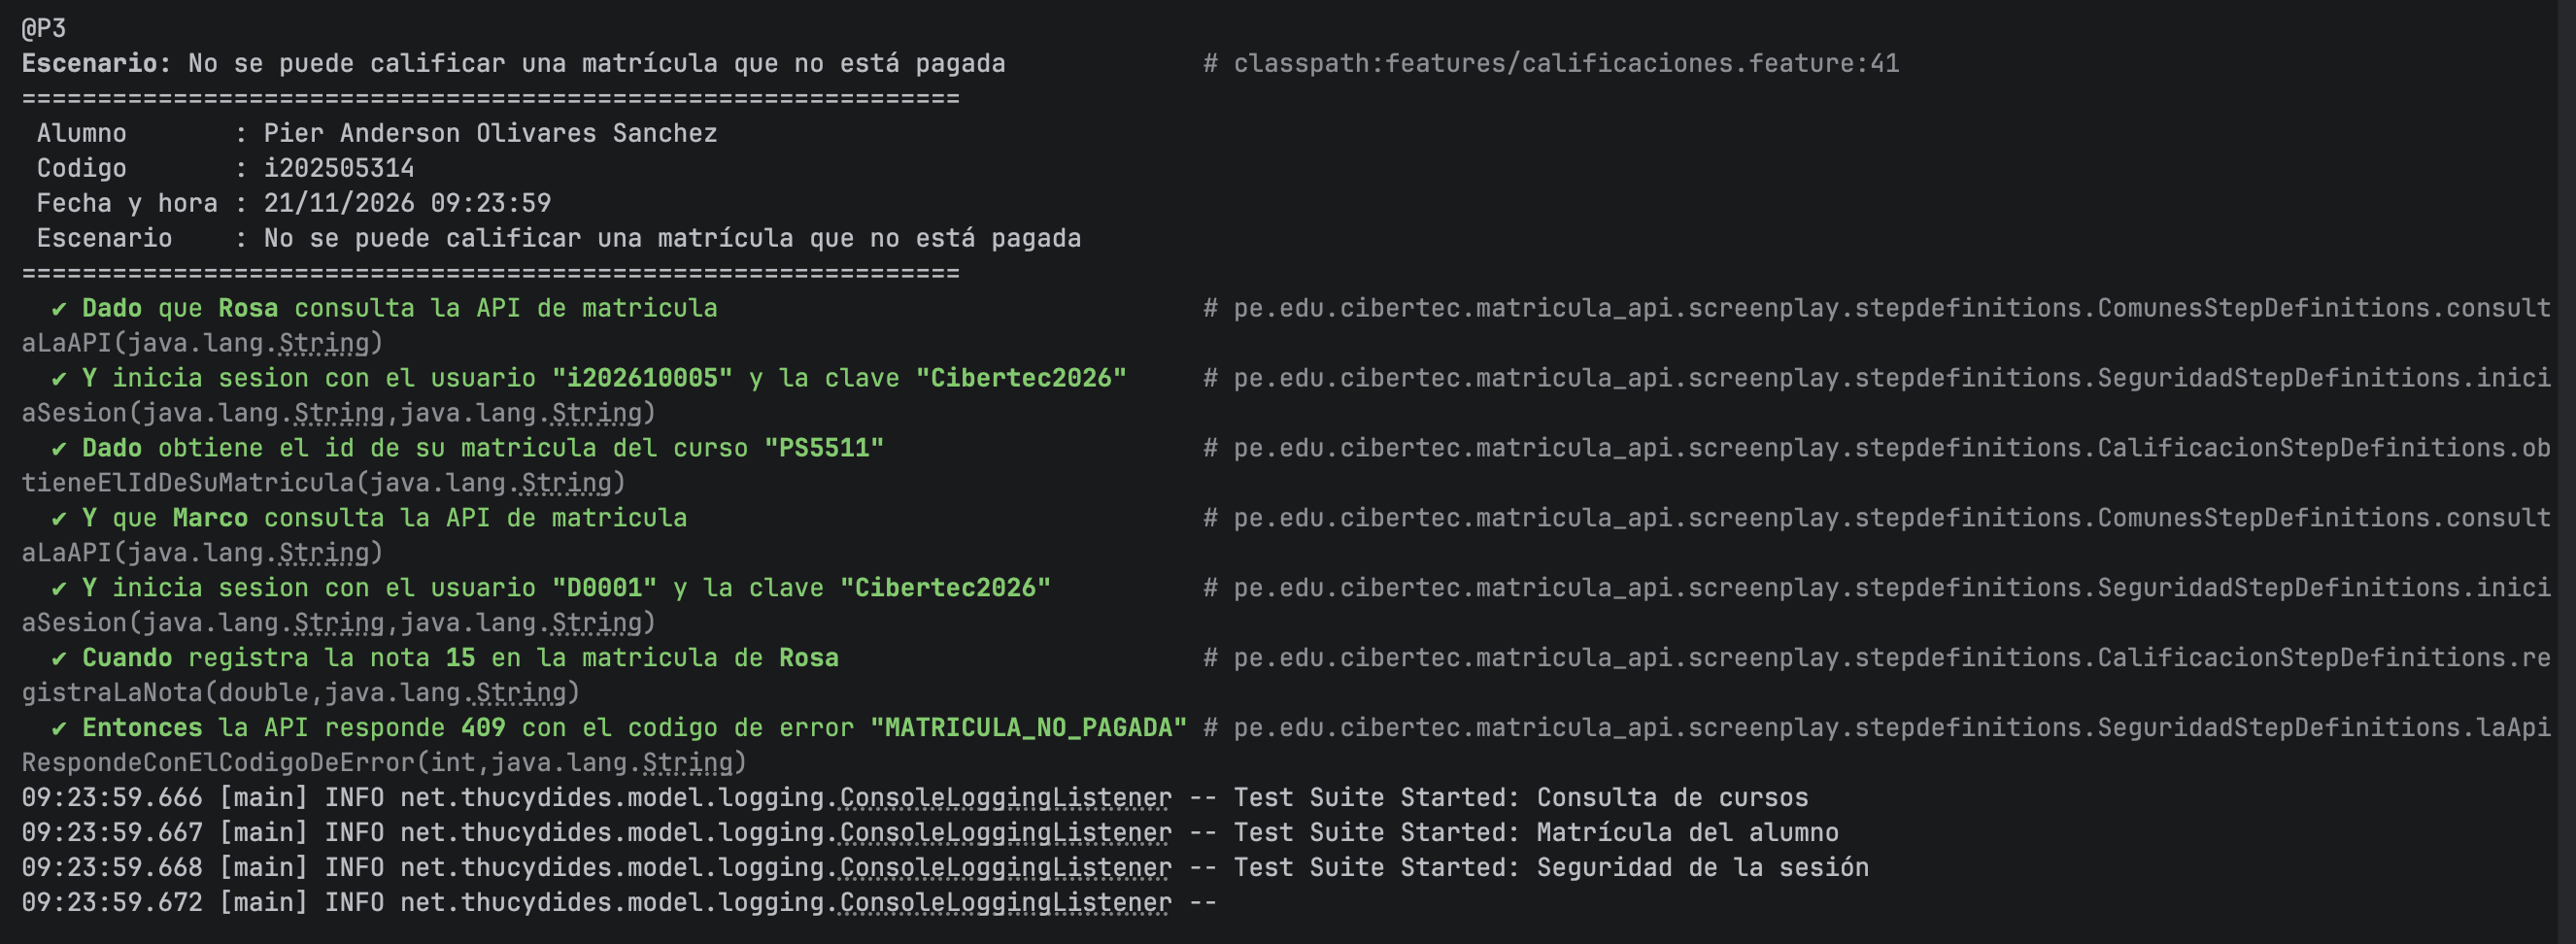 @P3
Escenario: No se puede calificar una matrícula que no está pagada # classpath:features/calificaciones.feature:41
==============================================================
Alumno : Pier Anderson Olivares Sanchez
Codigo : i202505314
Fecha y hora : 21/11/2026 09:23:59
Escenario : No se puede calificar una matrícula que no está pagada
==============================================================
✔ Dado que Rosa consulta la API de matricula # pe.edu.cibertec.matricula_api.screenplay.stepdefinitions.ComunesStepDefinitions.consult
aLaAPI(java.lang.String)
✔ Y inicia sesion con el usuario "i202610005" y la clave "Cibertec2026" # pe.edu.cibertec.matricula_api.screenplay.stepdefinitions.SeguridadStepDefinitions.inici
aSesion(java.lang.String,java.lang.String)
✔ Dado obtiene el id de su matricula del curso "PS5511" # pe.edu.cibertec.matricula_api.screenplay.stepdefinitions.CalificacionStepDefinitions.ob
tieneElIdDeSuMatricula(java.lang.String)
✔ Y que Marco consulta la API de matricula # pe.edu.cibertec.matricula_api.screenplay.stepdefinitions.ComunesStepDefinitions.consult
aLaAPI(java.lang.String)
✔ Y inicia sesion con el usuario "D0001" y la clave "Cibertec2026" # pe.edu.cibertec.matricula_api.screenplay.stepdefinitions.SeguridadStepDefinitions.inici
aSesion(java.lang.String,java.lang.String)
✔ Cuando registra la nota 15 en la matricula de Rosa # pe.edu.cibertec.matricula_api.screenplay.stepdefinitions.CalificacionStepDefinitions.re
gistraLaNota(double,java.lang.String)
✔ Entonces la API responde 409 con el codigo de error "MATRICULA_NO_PAGADA" # pe.edu.cibertec.matricula_api.screenplay.stepdefinitions.SeguridadStepDefinitions.laApi
RespondeConElCodigoDeError(int,java.lang.String)
09:23:59.666 [main] INFO net.thucydides.model.logging.ConsoleLoggingListener -- Test Suite Started: Consulta de cursos
09:23:59.667 [main] INFO net.thucydides.model.logging.ConsoleLoggingListener -- Test Suite Started: Matrícula del alumno
09:23:59.668 [main] INFO net.thucydides.model.logging.ConsoleLoggingListener -- Test Suite Started: Seguridad de la sesión
09:23:59.672 [main] INFO net.thucydides.model.logging.ConsoleLoggingListener --